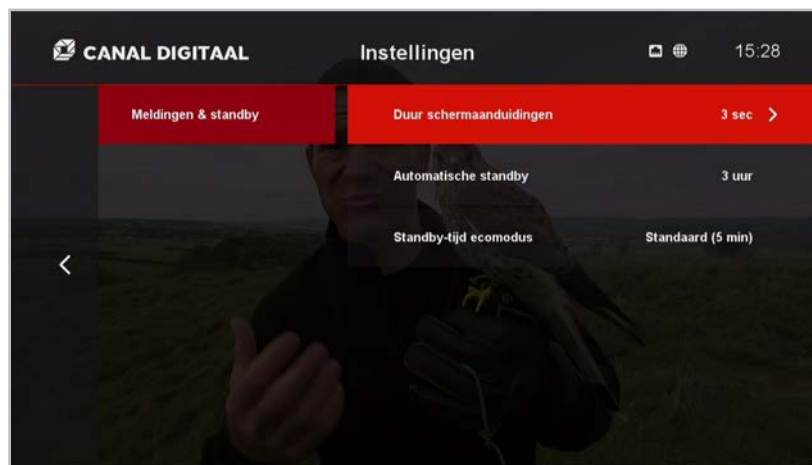 CANAL DIGITAAL Instellingen 15:28
Meldingen & standby Duur schermaanduidingen 3 sec
Automatische standby 3 uur
Standby-tijd ecomodus Standaard (5 min)